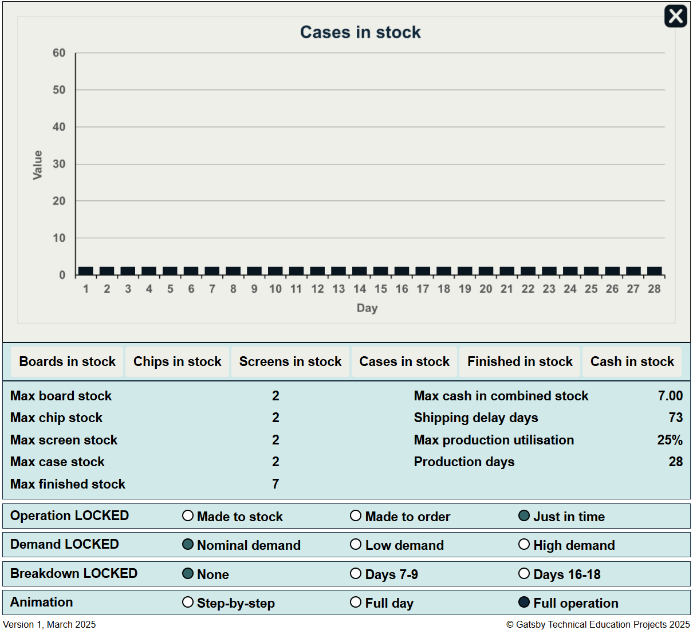 Cases in stock
60
50
40
Value
30
20
10
0
1 2 3 4 5 6 7 8 9 10 11 12 13 14 15 16 17 18 19 20 21 22 23 24 25 26 27 28
Day
Boards in stock Chips in stock Screens in stock Cases in stock Finished in stock Cash in stock
Max board stock 2 Max cash in combined stock 7.00
Max chip stock 2 Shipping delay days 73
Max screen stock 2 Max production utilisation 25%
Max case stock 2 Production days 28
Max finished stock 7
Operation LOCKED Made to stock Made to order Just in time
Demand LOCKED Nominal demand Low demand High demand
Breakdown LOCKED None Days 7-9 Days 16-18
Animation Step-by-step Full day Full operation
Version 1, March 2025 © Gatsby Technical Education Projects 2025